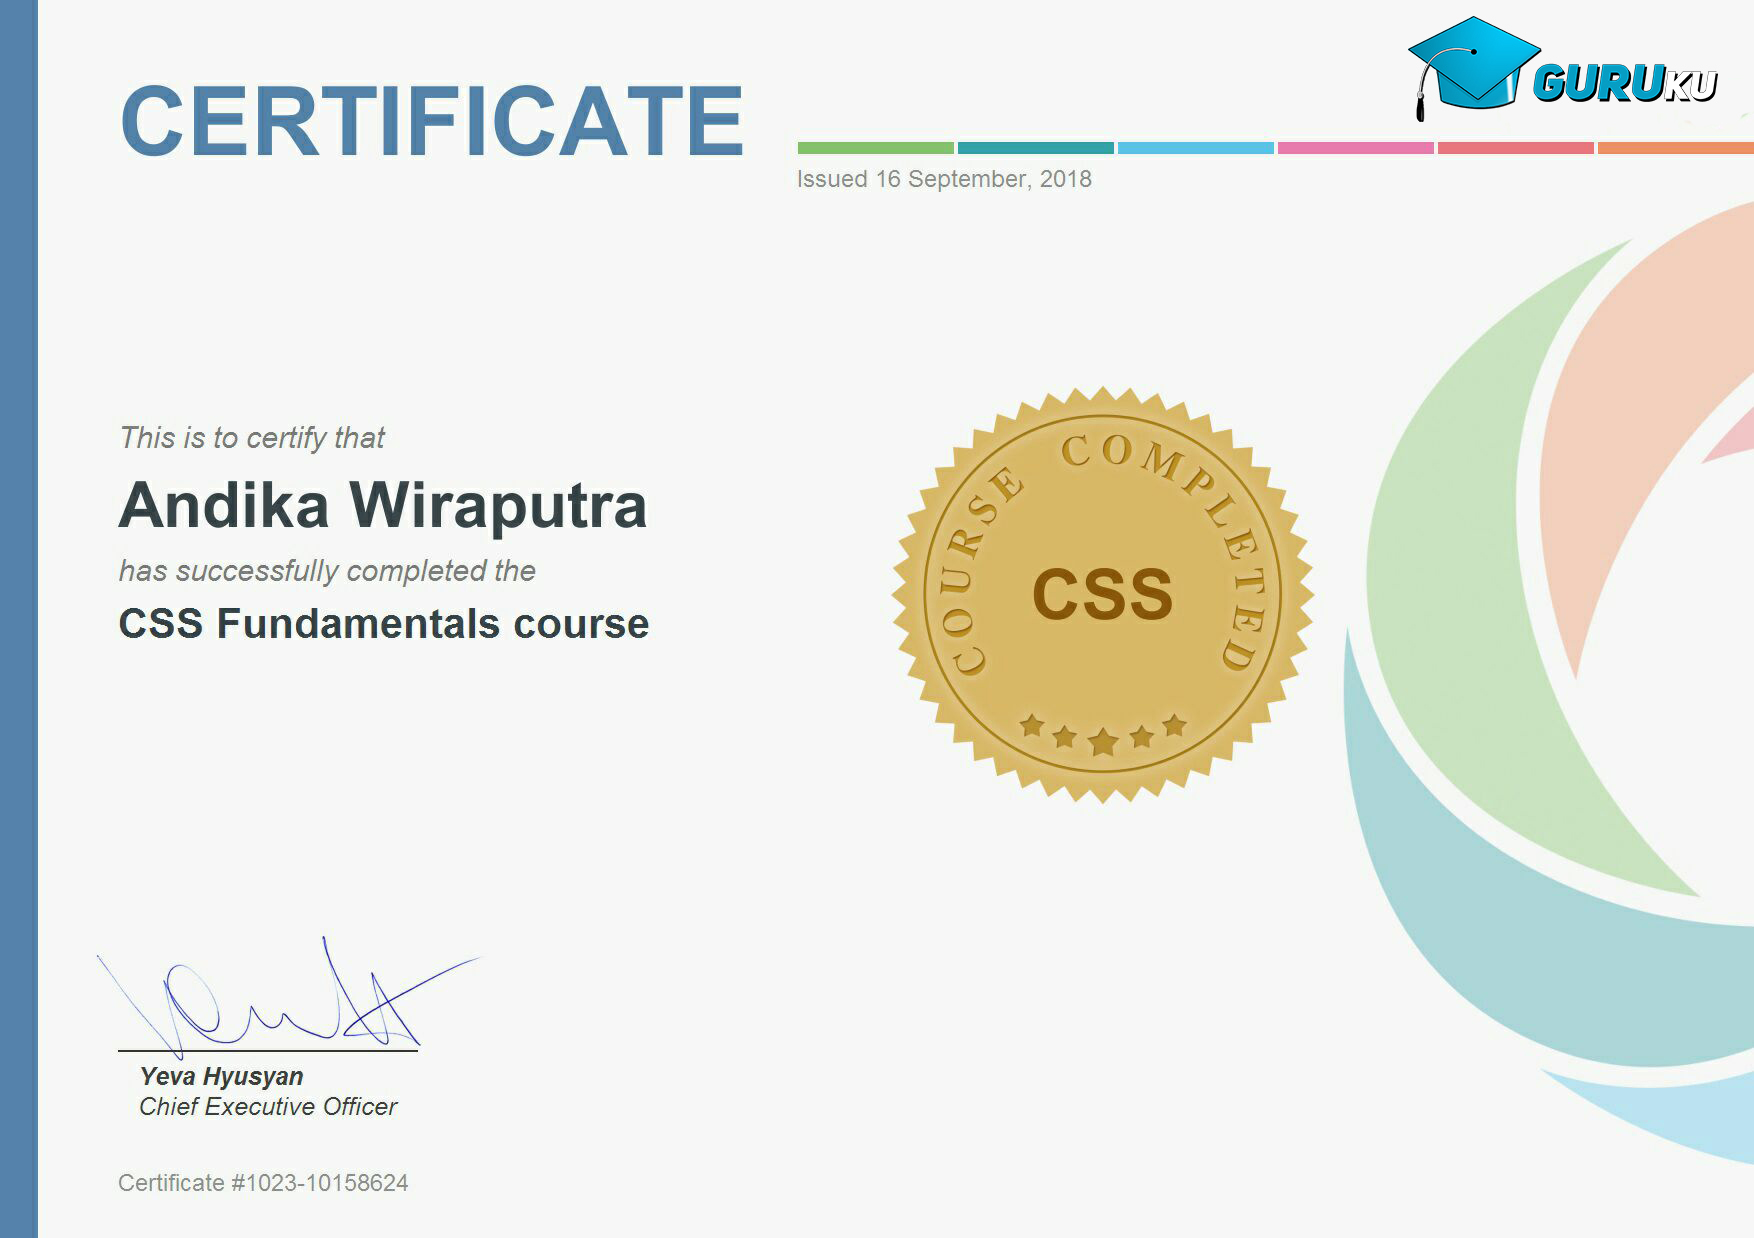 CERTIFICATE
GURUKU
Issued 16 September, 2018
This is to certify that
Andika Wiraputra
has successfully completed the
CSS Fundamentals course
COURSE COMPLETED
CSS
Yeva Hyusyan
Chief Executive Officer
Certificate #1023-10158624